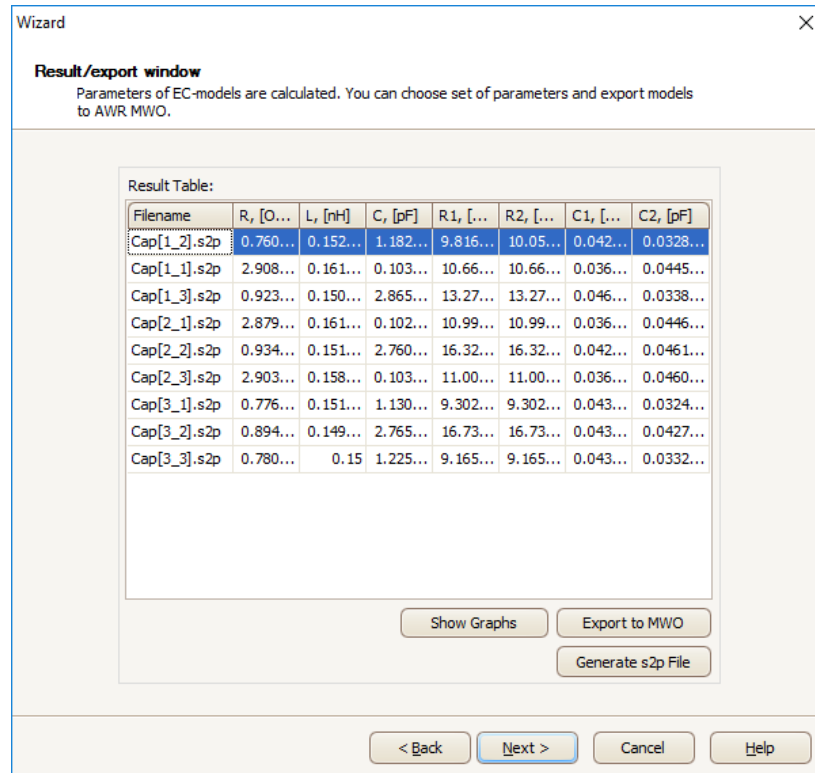 Wizard
Result/export window
Parameters of EC-models are calculated. You can choose set of parameters and export models
to AWR MWO.
Result Table:
Filename R, [O... L, [nH] C, [pF] R1, [... R2, [... C1, [... C2, [pF]
Cap[1_2].s2p 0.760... 0.152... 1.182... 9.816... 10.05... 0.042... 0.0328...
Cap[1_1].s2p 2.908... 0.161... 0.103... 10.66... 10.66... 0.036... 0.0445...
Cap[1_3].s2p 0.923... 0.150... 2.865... 13.27... 13.27... 0.046... 0.0338...
Cap[2_1].s2p 2.879... 0.161... 0.102... 10.99... 10.99... 0.036... 0.0446...
Cap[2_2].s2p 0.934... 0.151... 2.760... 16.32... 16.32... 0.042... 0.0461...
Cap[2_3].s2p 2.903... 0.158... 0.103... 11.00... 11.00... 0.036... 0.0460...
Cap[3_1].s2p 0.776... 0.151... 1.130... 9.302... 9.302... 0.043... 0.0324...
Cap[3_2].s2p 0.894... 0.149... 2.765... 16.73... 16.73... 0.043... 0.0427...
Cap[3_3].s2p 0.780... 0.15 1.225... 9.165... 9.165... 0.043... 0.0332...
Show Graphs Export to MWO
Generate s2p File
< Back Next > Cancel Help